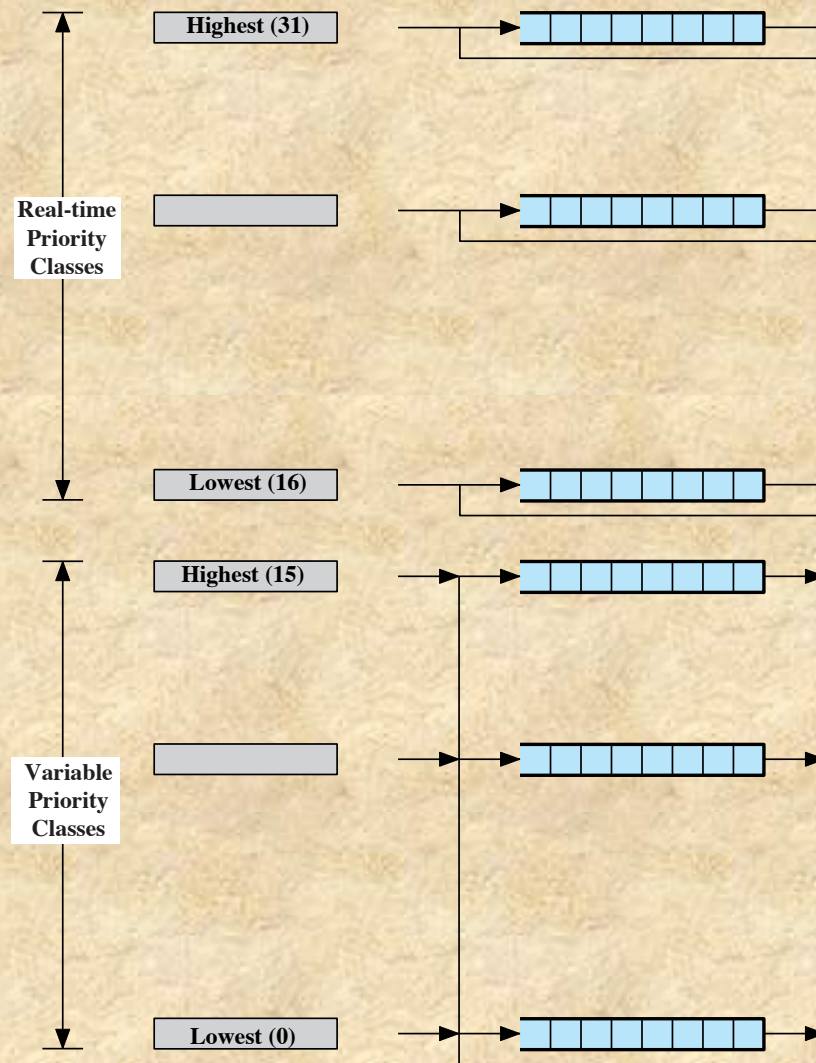 Highest (31)
Real-time
Priority
Classes
Lowest (16)
Highest (15)
Variable
Priority
Classes
Lowest (0)